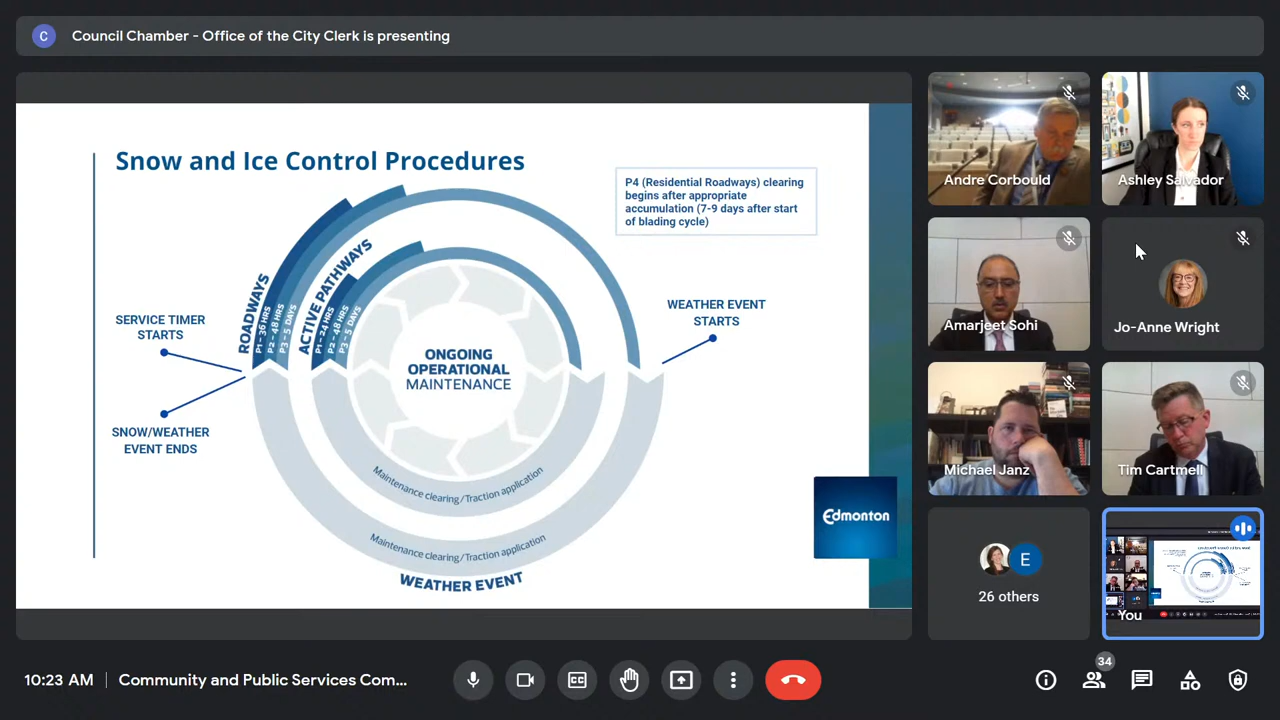 C
Council Chamber - Office of the City Clerk is presenting
Snow and Ice Control Procedures
P4 (Residential Roadways) clearing
begins after appropriate
accumulation (7-9 days after start
of blading cycle)
ROADWAYS
P1 – 36 HRS
P2 – 48 HRS
P3 – 5 DAYS
ACTIVE PATHWAYS
P1 – 24 HRS
P2 – 48 HRS
P3 – 5 DAYS
SERVICE TIMER
STARTS
SNOW/WEATHER
EVENT ENDS
WEATHER EVENT
STARTS
ONGOING
OPERATIONAL
MAINTENANCE
Maintenance clearing/Traction application
Maintenance clearing/Traction application
WEATHER EVENT
Edmonton
Andre Corbould
Ashley Salvador
Amarjeet Sohi
Jo-Anne Wright
Michael Janz
Tim Cartmell
E
26 others
You
10:23 AM
Community and Public Services Com...
34